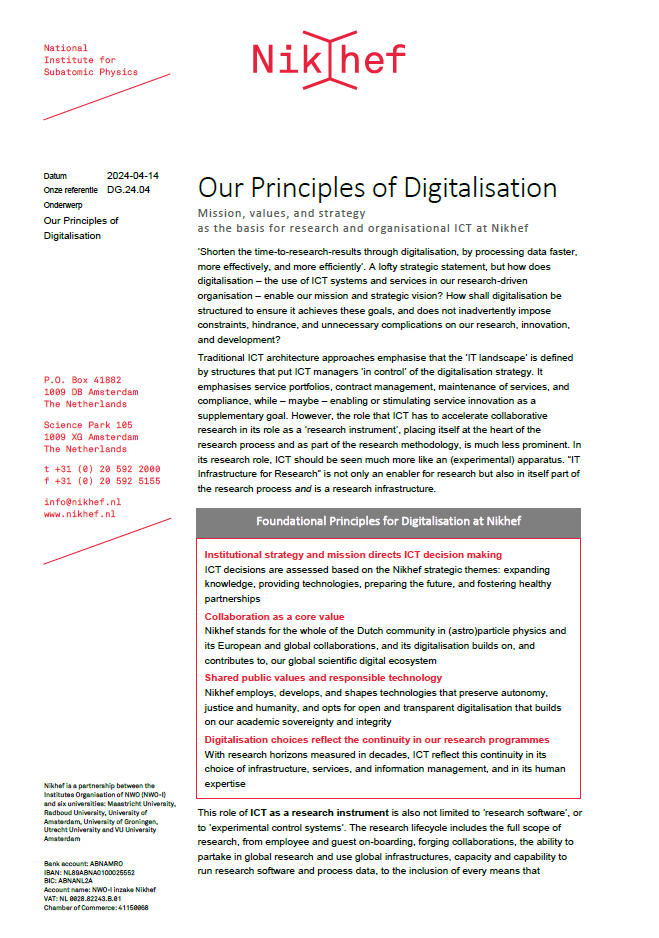 National
Institute for
Subatomic Physics
Nikhef
Datum 2024-04-14
Onze referentie DG.24.04
Onderwerp
Our Principles of
Digitalisation
P.O. Box 41882
1009 DB Amsterdam
The Netherlands
Science Park 105
1009 XG Amsterdam
The Netherlands
t +31 (0) 20 592 2000
f +31 (0) 20 592 5155
info@nikhef.nl
www.nikhef.nl
Nikhef is a partnership between the
Institutes Organisation of NWO (NWO-I)
and six universities: Maastricht University,
Radboud University, University of
Amsterdam, University of Groningen,
Utrecht University and VU University
Amsterdam
Bank account: ABNAMRO
IBAN: NL89ABNA0100025552
BIC: ABNANL2A
Account name: NWO-I inzake Nikhef
VAT: NL 0028.82243.B.01
Chamber of Commerce: 41150068
Our Principles of Digitalisation
Mission, values, and strategy
as the basis for research and organisational ICT at Nikhef
‘Shorten the time-to-research-results through digitalisation, by processing data faster,
more effectively, and more efficiently’. A lofty strategic statement, but how does
digitalisation – the use of ICT systems and services in our research-driven
organisation – enable our mission and strategic vision? How shall digitalisation be
structured to ensure it achieves these goals, and does not inadvertently impose
constraints, hindrance, and unnecessary complications on our research, innovation,
and development?
Traditional ICT architecture approaches emphasise that the ‘IT landscape’ is defined
by structures that put ICT managers ‘in control’ of the digitalisation strategy. It
emphasises service portfolios, contract management, maintenance of services, and
compliance, while – maybe – enabling or stimulating service innovation as a
supplementary goal. However, the role that ICT has to accelerate collaborative
research in its role as a ‘research instrument’, placing itself at the heart of the
research process and as part of the research methodology, is much less prominent. In
its research role, ICT should be seen much more like an (experimental) apparatus. “IT
Infrastructure for Research” is not only an enabler for research but also in itself part of
the research process and is a research infrastructure.
Foundational Principles for Digitalisation at Nikhef
Institutional strategy and mission directs ICT decision making
ICT decisions are assessed based on the Nikhef strategic themes: expanding
knowledge, providing technologies, preparing the future, and fostering healthy
partnerships
Collaboration as a core value
Nikhef stands for the whole of the Dutch community in (astro)particle physics and
its European and global collaborations, and its digitalisation builds on, and
contributes to, our global scientific digital ecosystem
Shared public values and responsible technology
Nikhef employs, develops, and shapes technologies that preserve autonomy,
justice and humanity, and opts for open and transparent digitalisation that builds
on our academic sovereignty and integrity
Digitalisation choices reflect the continuity in our research programmes
With research horizons measured in decades, ICT reflect this continuity in its
choice of infrastructure, services, and information management, and in its human
expertise
This role of ICT as a research instrument is also not limited to ‘research software’, or
to ‘experimental control systems’. The research lifecycle includes the full scope of
research, from employee and guest on-boarding, forging collaborations, the ability to
partake in global research and use global infrastructures, capacity and capability to
run research software and process data, to the inclusion of every means that